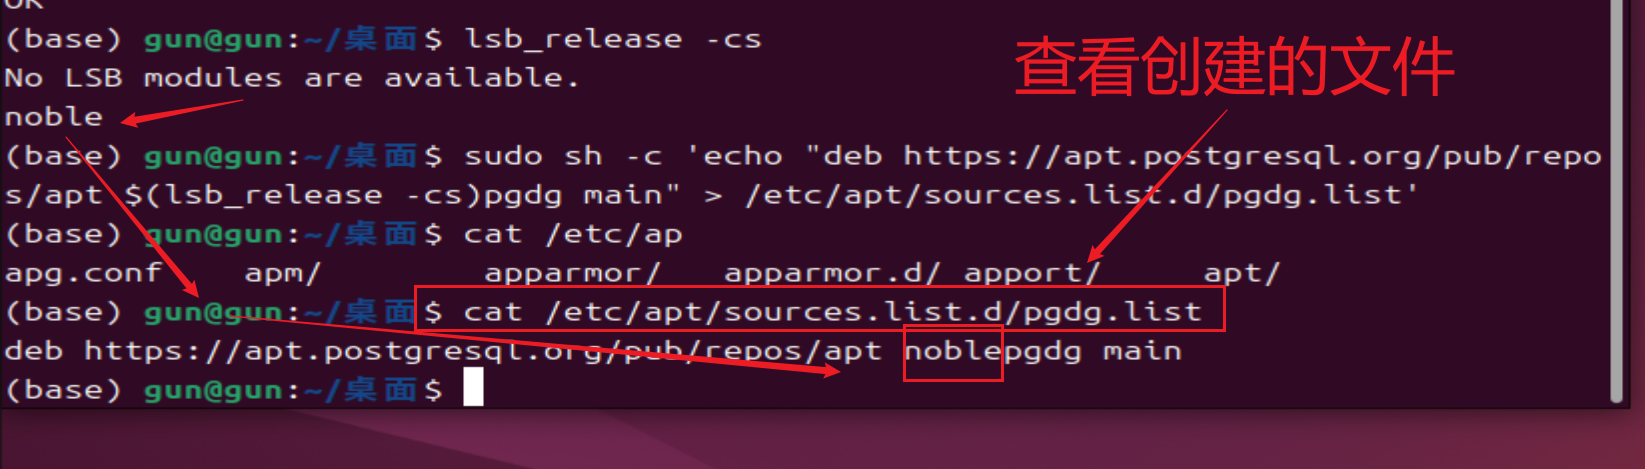 OK
(base) gun@gun:~/桌面$ lsb_release -cs
No LSB modules are available.
查看创建的文件
noble
(base) gun@gun:~/桌面$ sudo sh -c 'echo "deb https://apt.postgresql.org/pub/repo
s/apt $(lsb_release -cs)pgdg main" > /etc/apt/sources.list.d/pgdg.list'
(base) gun@gun:~/桌面$ cat /etc/ap
apg.conf apm/ apparmor/ apparmor.d/ apport/ apt/
(base) gun@gun:~/桌面$ cat /etc/apt/sources.list.d/pgdg.list
deb https://apt.postgresql.org/pub/repos/apt noblepgdg main
(base) gun@gun:~/桌面$